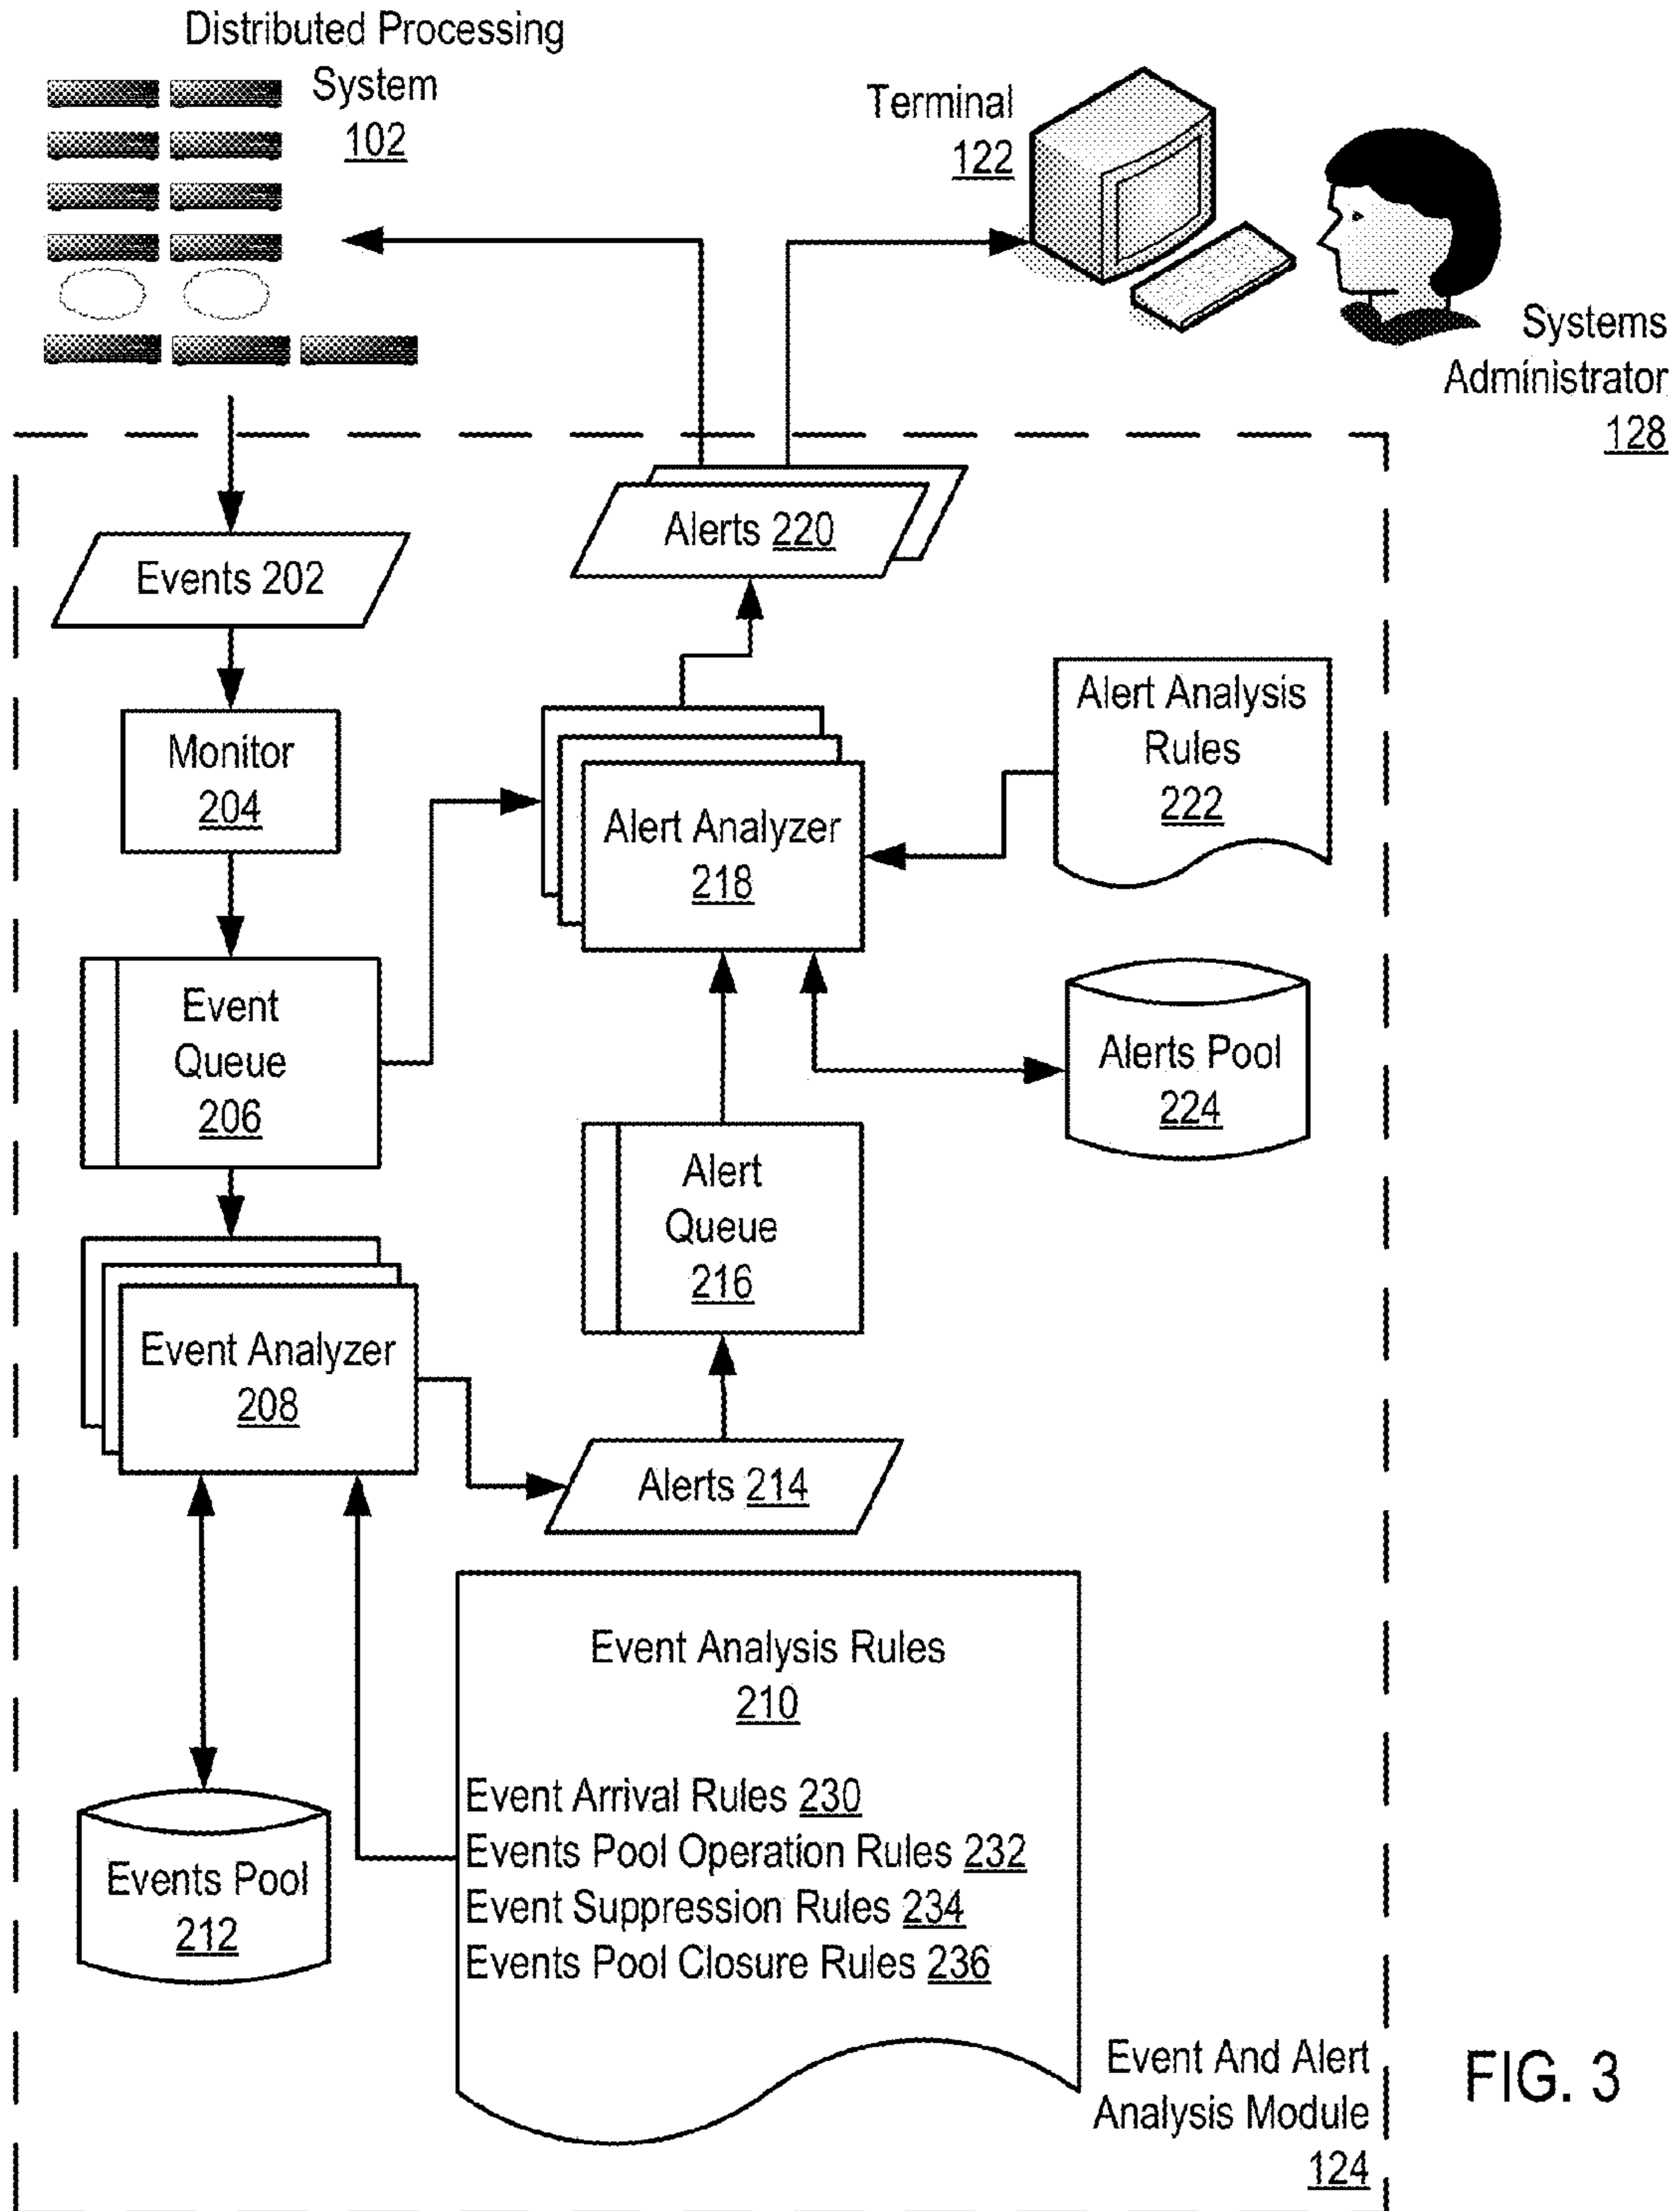 Distributed Processing
System
102
Terminal
122
Systems
Administrator
128
Alerts 220
Events 202
Alert Analysis
Rules
222
Monitor
204
Alert Analyzer
218
Event
Queue
206
Alerts Pool
224
Alert
Queue
216
Event Analyzer
208
Alerts 214
Event Analysis Rules
210
Event Arrival Rules 230
Events Pool Operation Rules 232
Event Suppression Rules 234
Events Pool Closure Rules 236
Events Pool
212
Event And Alert
Analysis Module
124
FIG. 3